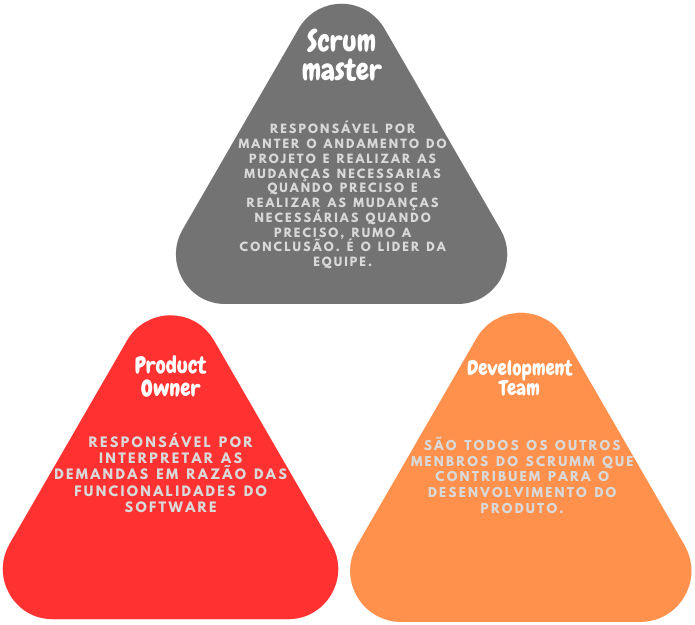 Scrum
master
RESPONSÁVEL POR
MANTER O ANDAMENTO DO
PROJETO E REALIZAR AS
MUDANÇAS NECESSARIAS
QUANDO PRECISO E
REALIZAR AS MUDANÇAS
NECESSÁRIAS QUANDO
PRECISO, RUMO A
CONCLUSÃO. É O LIDER DA
EQUIPE.
Product
Owner
RESPONSÁVEL POR
INTERPRETAR AS
DEMANDAS EM RAZÃO DAS
FUNCIONALIDADES DO
SOFTWARE
Development
Team
SÃO TODOS OS OUTROS
MENBROS DO SCRUMM QUE
CONTRIBUEM PARA O
DESENVOLVIMENTO DO
PRODUTO.